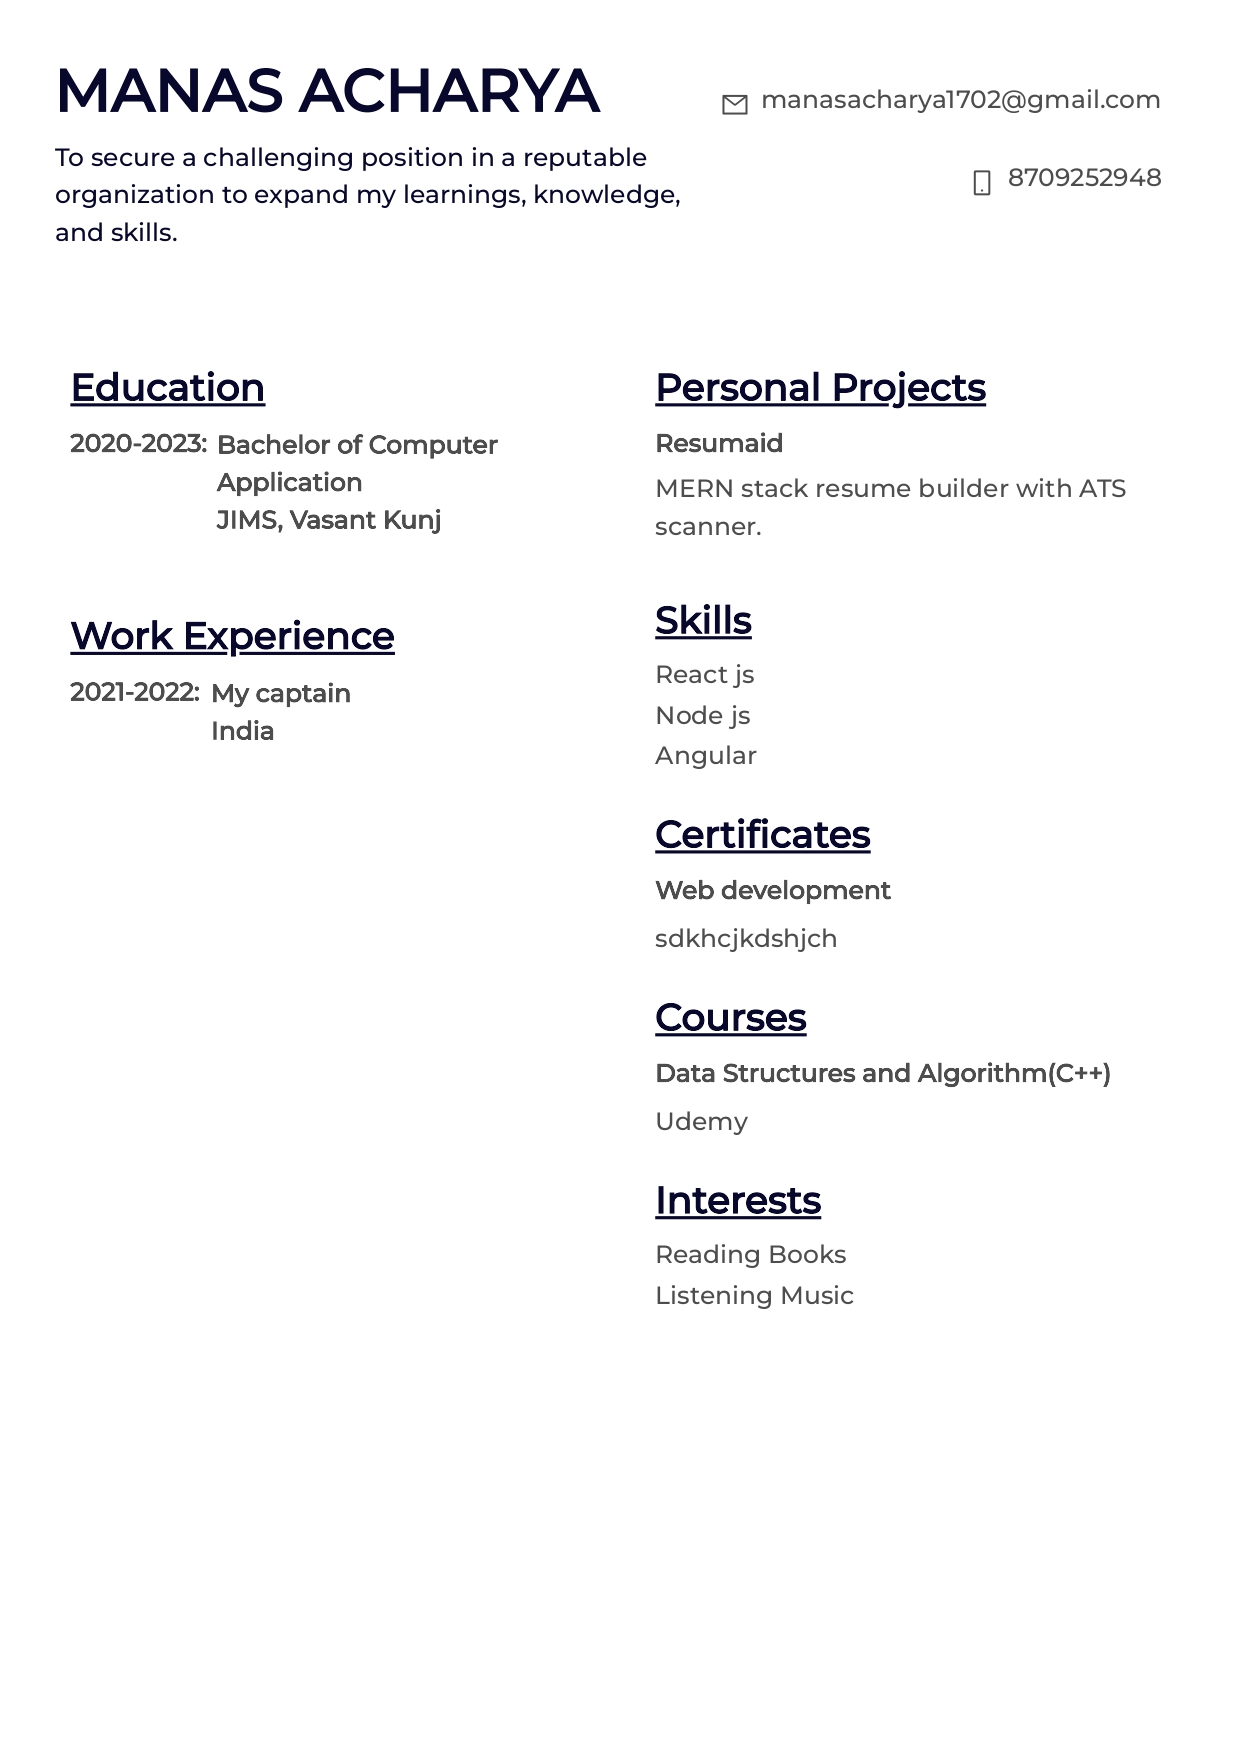 MANAS ACHARYA
To secure a challenging position in a reputable
organization to expand my learnings, knowledge,
and skills.
manasacharya1702@gmail.com
8709252948
Education
2020-2023: Bachelor of Computer
Application
JIMS, Vasant Kunj
Work Experience
2021-2022: My captain
India
Personal Projects
Resumaid
MERN stack resume builder with ATS
scanner.
Skills
React js
Node js
Angular
Certificates
Web development
sdkhcjkdshjch
Courses
Data Structures and Algorithm(C++)
Udemy
Interests
Reading Books
Listening Music